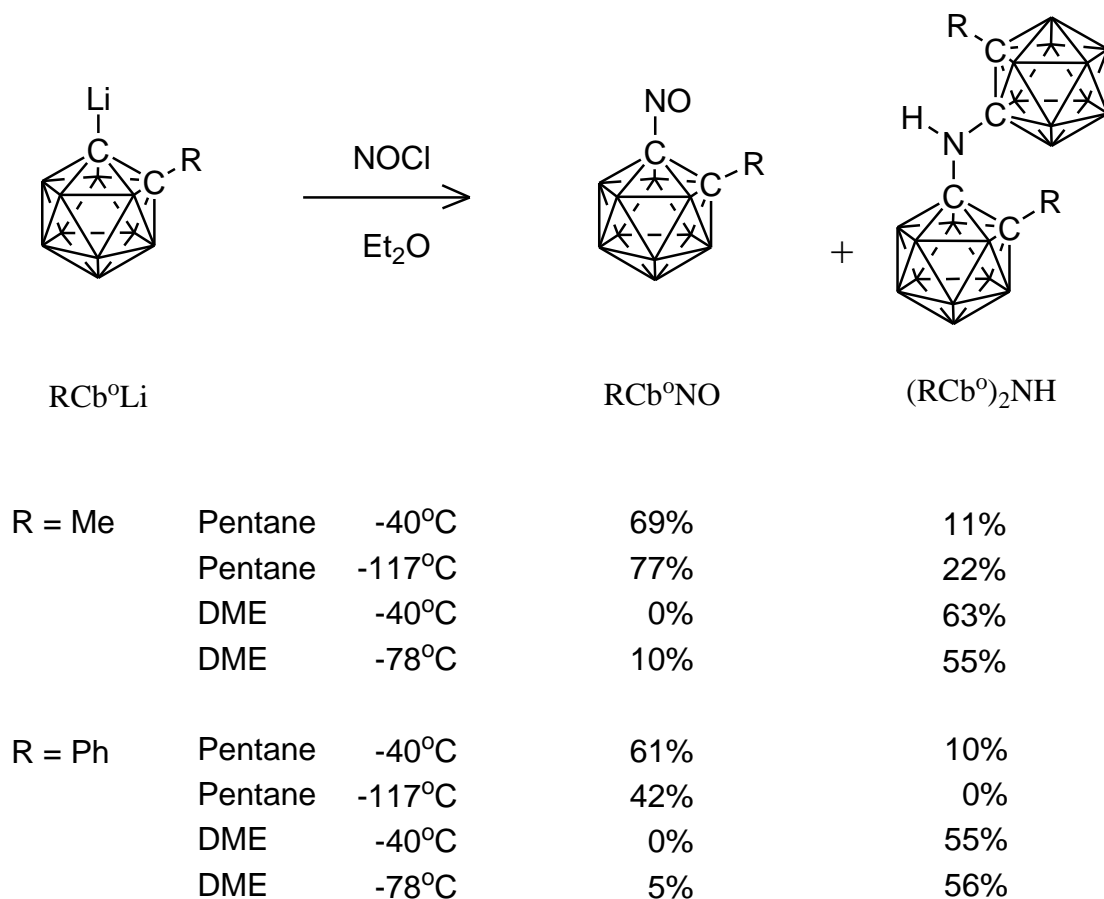 Li
C
C
R
NOCl
Et₂O
NO
C
C
R
+
R
C
C
H
N
C
C
R
RCbᵒLi
RCbᵒNO
(RCbᵒ)₂NH
R = Me Pentane -40ᵒC 69% 11%
Pentane -117ᵒC 77% 22%
DME -40ᵒC 0% 63%
DME -78ᵒC 10% 55%
R = Ph Pentane -40ᵒC 61% 10%
Pentane -117ᵒC 42% 0%
DME -40ᵒC 0% 55%
DME -78ᵒC 5% 56%